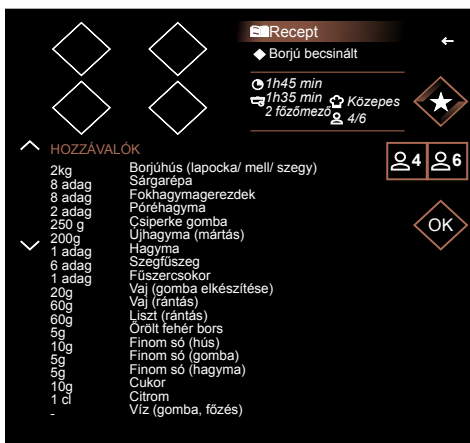 Recept
Borjú becsinált
1h45 min
1h35 min
2 főzőmező
Közepes
4/6
HOZZÁVALÓK
4 6
OK
2kg Borjúhús (lapocka/ mell/ szegy)
8 adag Sárgarépa
8 adag Fokhagymagerezdek
2 adag Póréhagyma
250 g Csiperke gomba
200g Újhagyma (mártás)
1 adag Hagyma
6 adag Szegfűszeg
1 adag Fűszercsokor
20g Vaj (gomba elkészítése)
60g Vaj (rántás)
60g Liszt (rántás)
5g Őrölt fehér bors
10g Finom só (hús)
5g Finom só (gomba)
5g Finom só (hagyma)
10g Cukor
1 cl Citrom
- Víz (gomba, főzés)